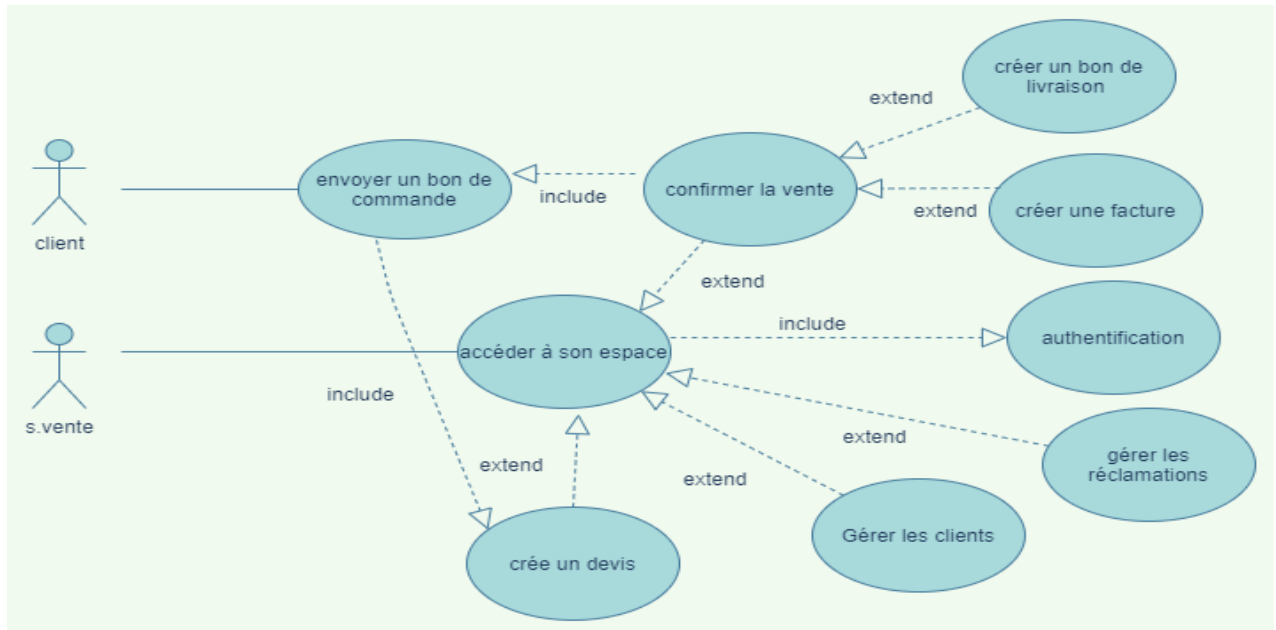 créer un bon de
livraison
extend
envoyer un bon de
commande
include
confirmer la vente
extend
créer une facture
client
extend
include
authentification
accéder à son espace
s.vente
include
extend
gérer les
réclamations
extend
extend
Gérer les clients
crée un devis